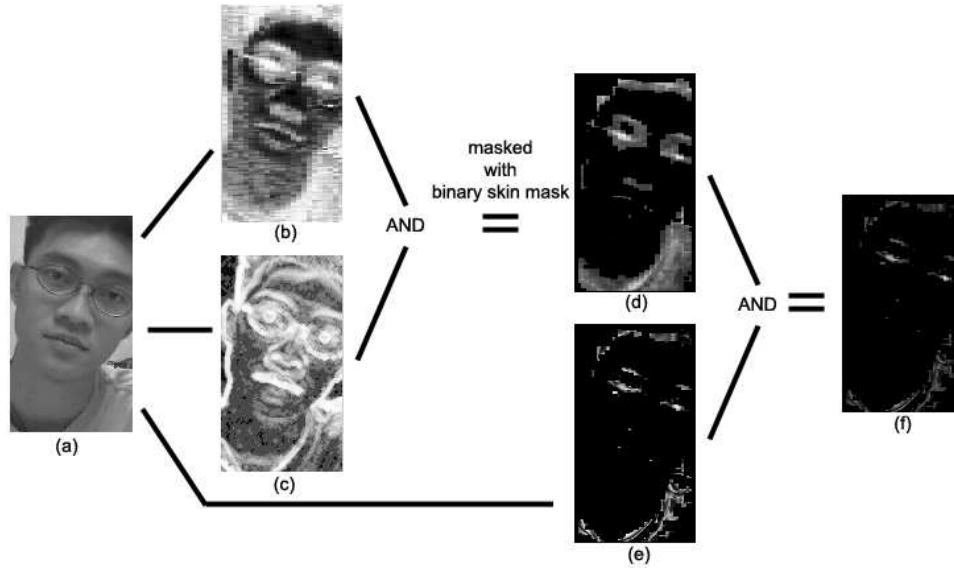 (b)
AND
masked
with
binary skin mask
(d)
(a)
(c)
AND
(e)
(f)